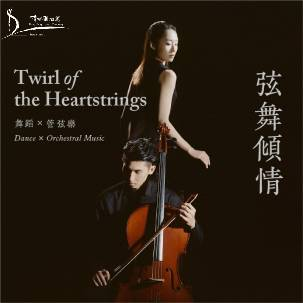 Twirl of
the Heartstrings
舞蹈 × 管弦樂
Dance × Orchestral Music
弦舞傾情